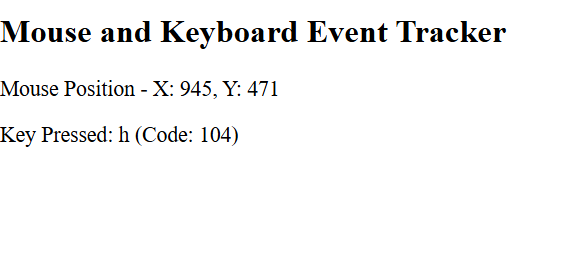 Mouse and Keyboard Event Tracker
Mouse Position - X: 945, Y: 471
Key Pressed: h (Code: 104)